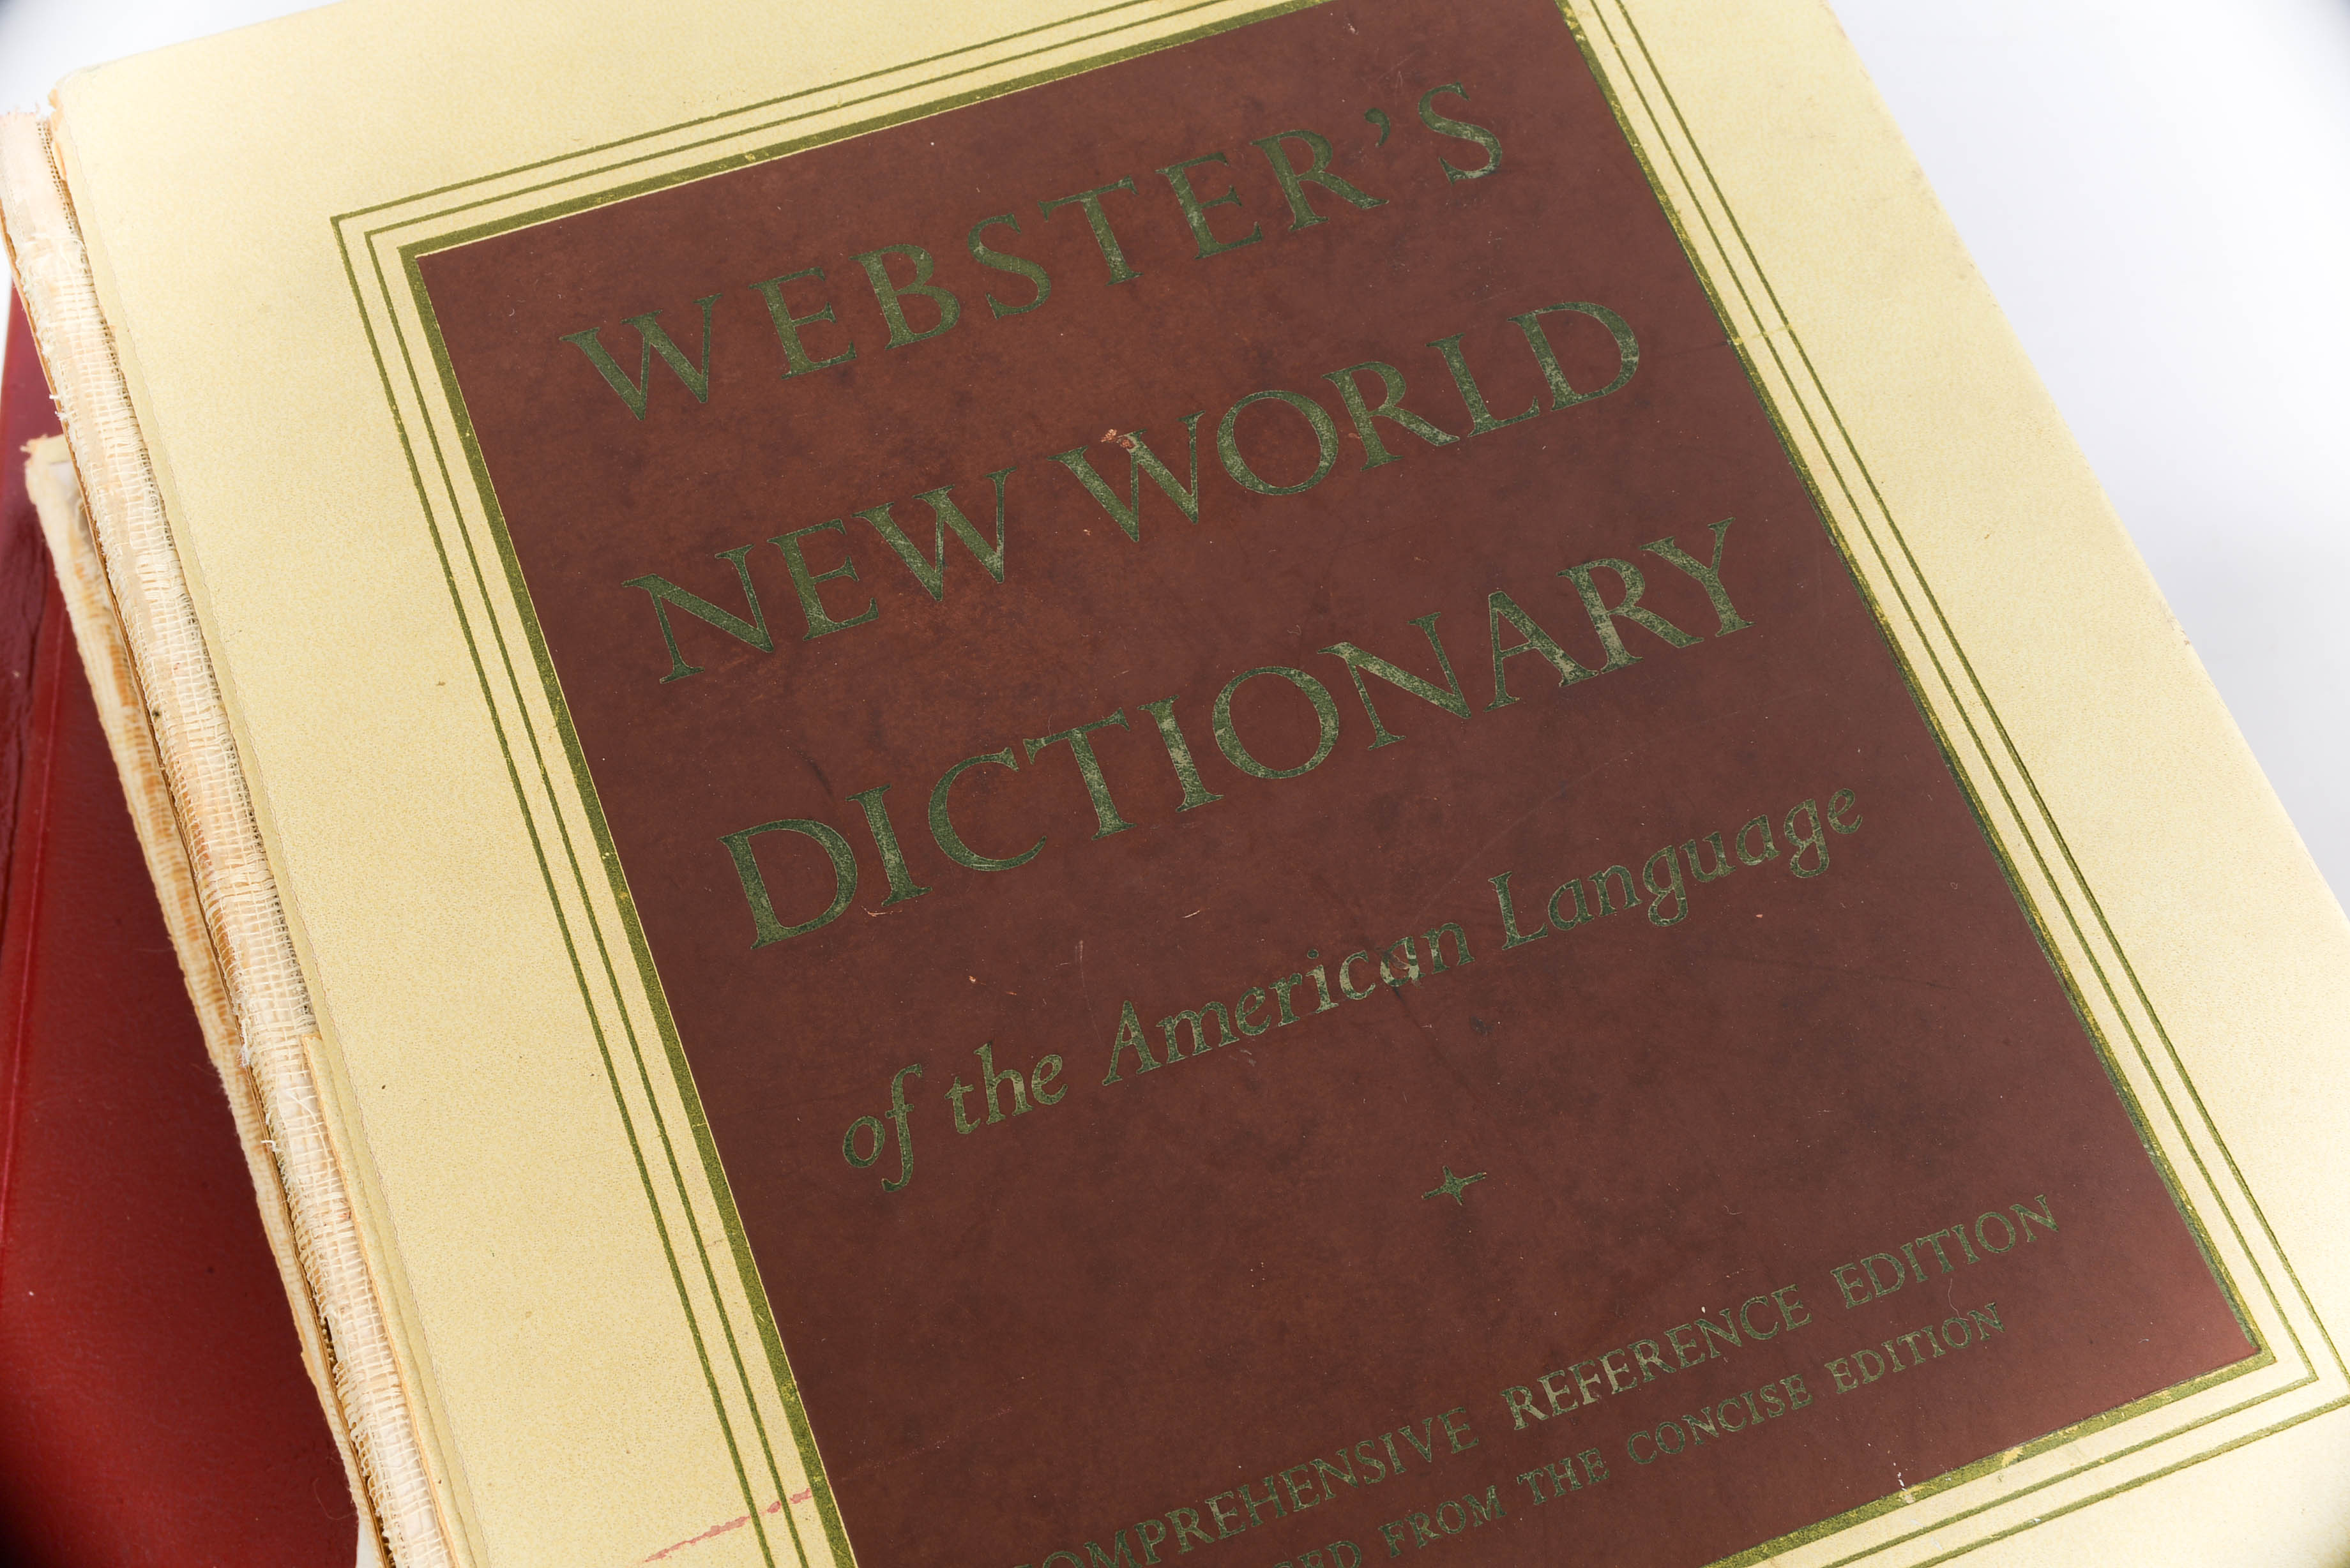 WEBSTER'S
NEW WORLD
DICTIONARY
of the American Language
COMPREHENSIVE REFERENCE EDITION
FROM THE CONCISE EDITION